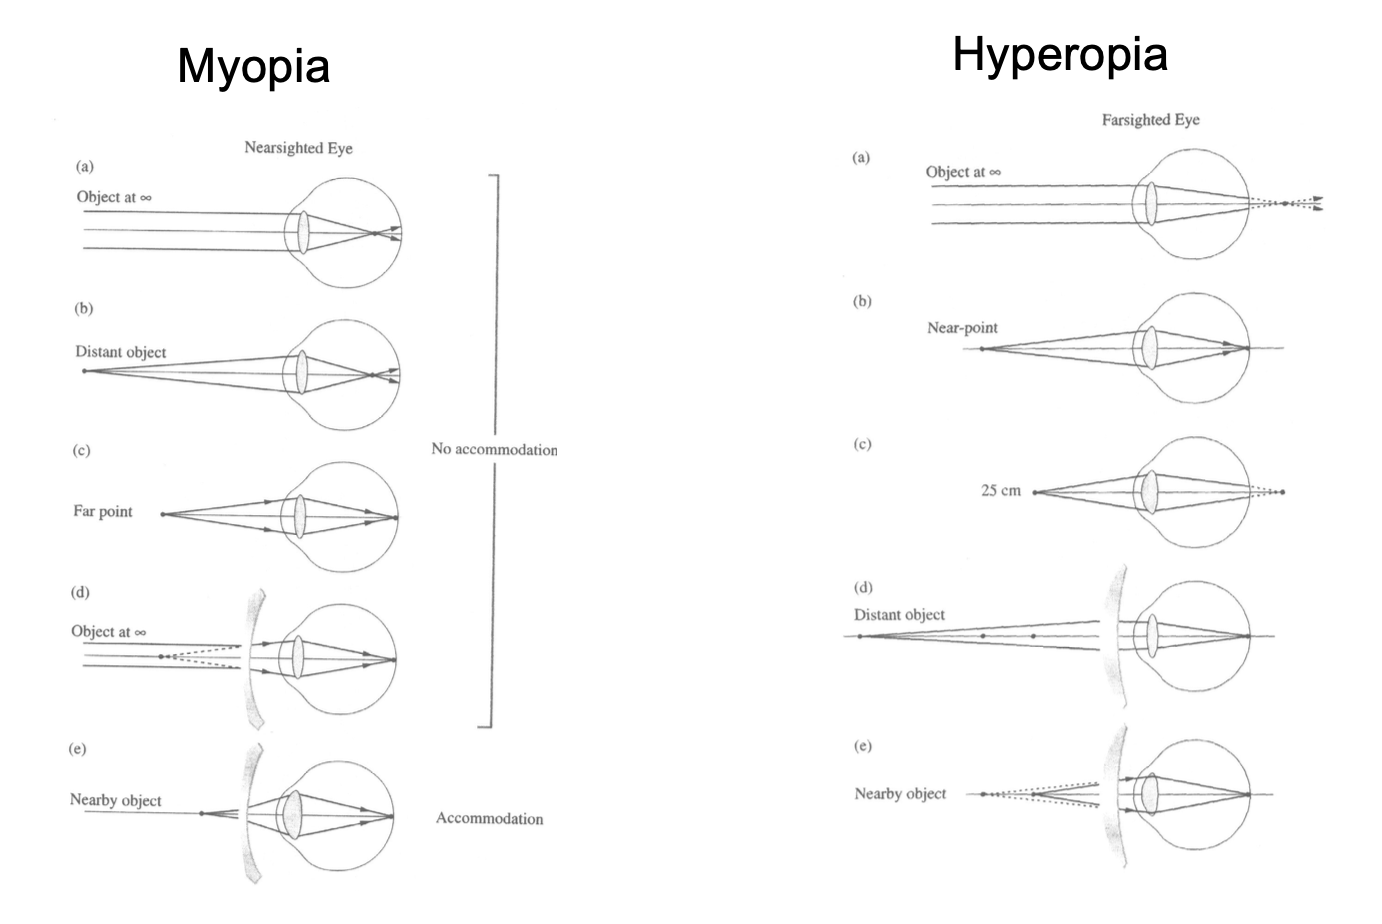 Myopia
Nearsighted Eye
(a)
Object at ∞
(b)
Distant object
(c)
No accommodation
Far point
(d)
Object at ∞
(e)
Nearby object
Accommodation
Hyperopia
Farsighted Eye
(a)
Object at ∞
(b)
Near-point
(c)
25 cm
(d)
Distant object
(e)
Nearby object